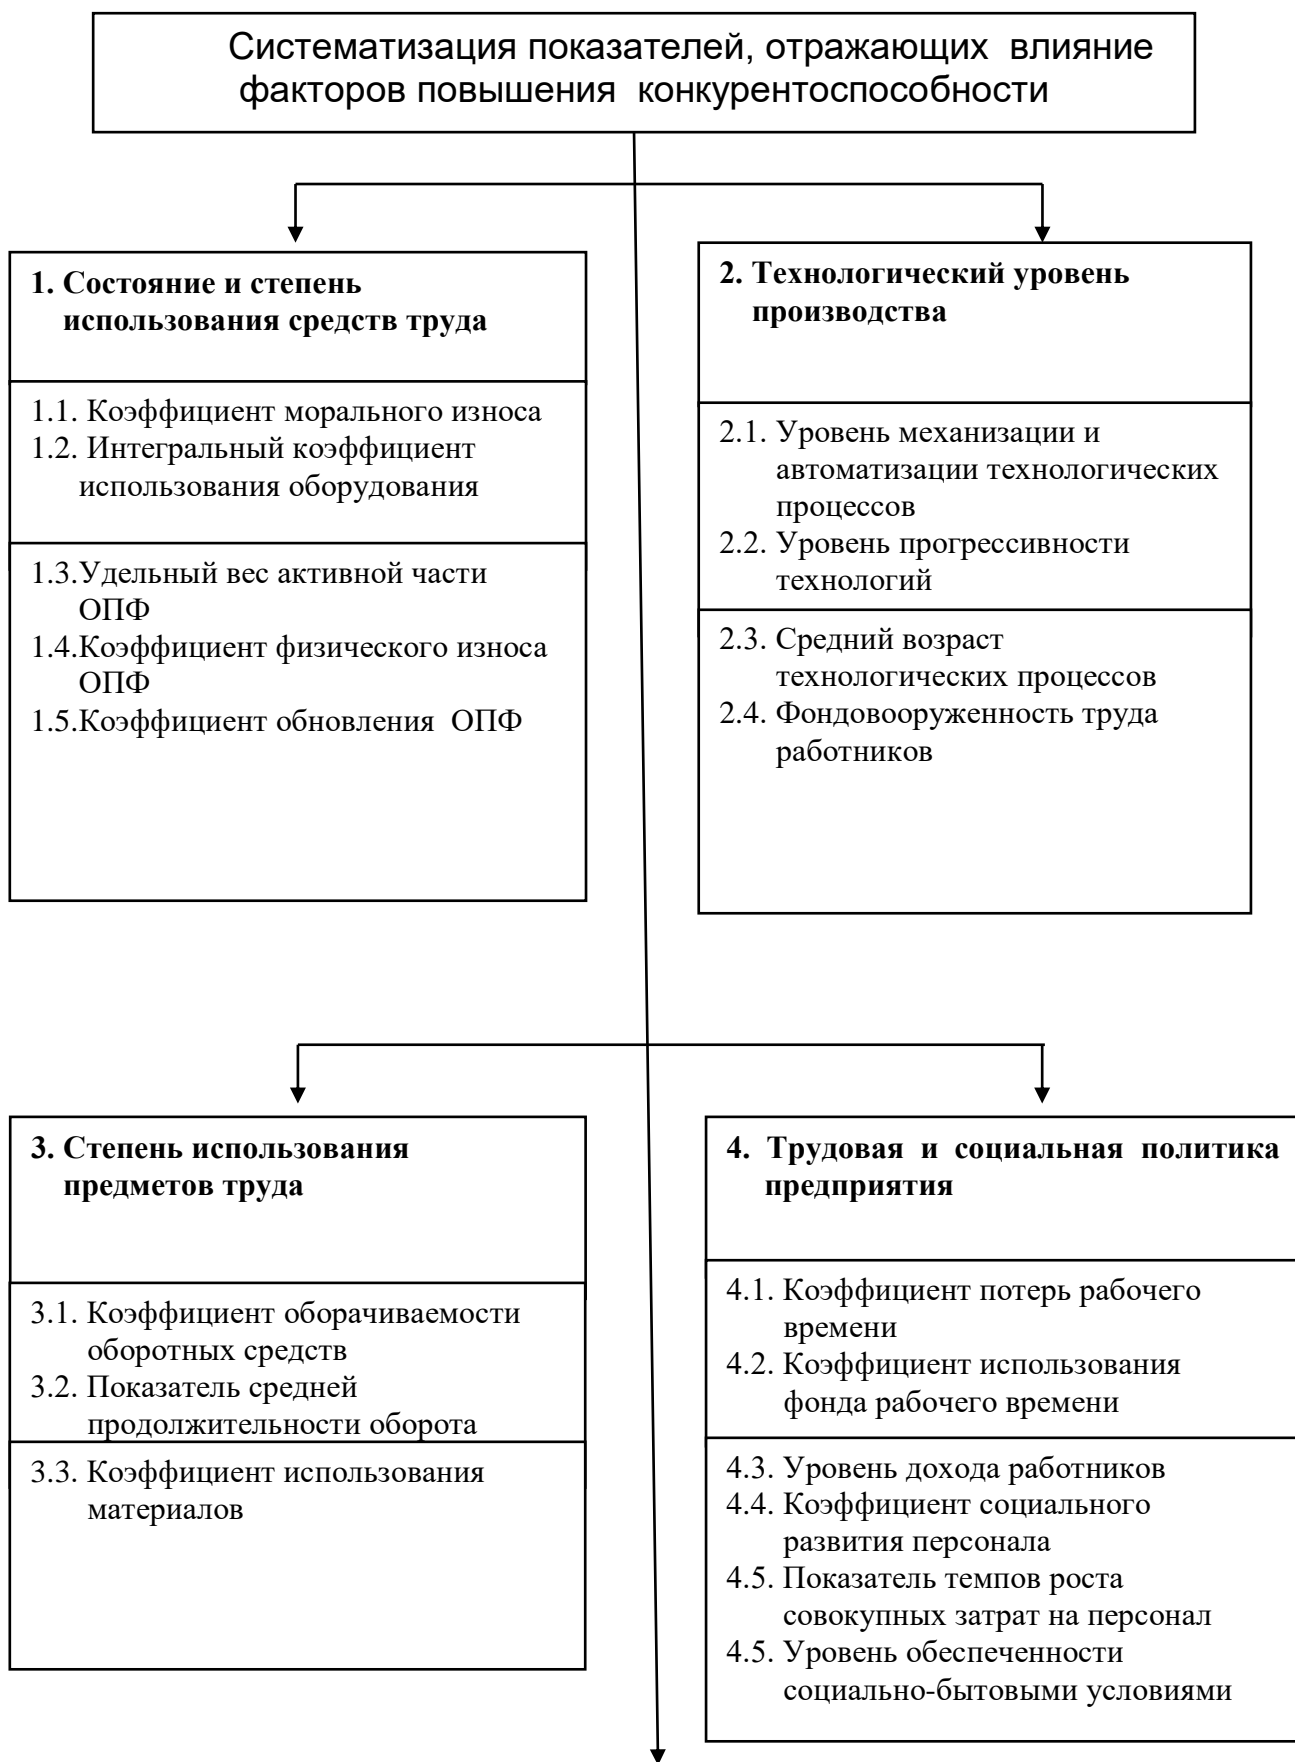 Систематизация показателей, отражающих влияние
факторов повышения конкурентоспособности
1. Состояние и степень
использования средств труда
1.1. Коэффициент морального износа
1.2. Интегральный коэффициент
использования оборудования
1.3.Удельный вес активной части
ОПФ
1.4.Коэффициент физического износа
ОПФ
1.5.Коэффициент обновления ОПФ
2. Технологический уровень
производства
2.1. Уровень механизации и
автоматизации технологических
процессов
2.2. Уровень прогрессивности
технологий
2.3. Средний возраст
технологических процессов
2.4. Фондовооруженность труда
работников
3. Степень использования
предметов труда
3.1. Коэффициент оборачиваемости
оборотных средств
3.2. Показатель средней
продолжительности оборота
3.3. Коэффициент использования
материалов
4. Трудовая и социальная политика
предприятия
4.1. Коэффициент потерь рабочего
времени
4.2. Коэффициент использования
фонда рабочего времени
4.3. Уровень дохода работников
4.4. Коэффициент социального
развития персонала
4.5. Показатель темпов роста
совокупных затрат на персонал
4.5. Уровень обеспеченности
социально-бытовыми условиями